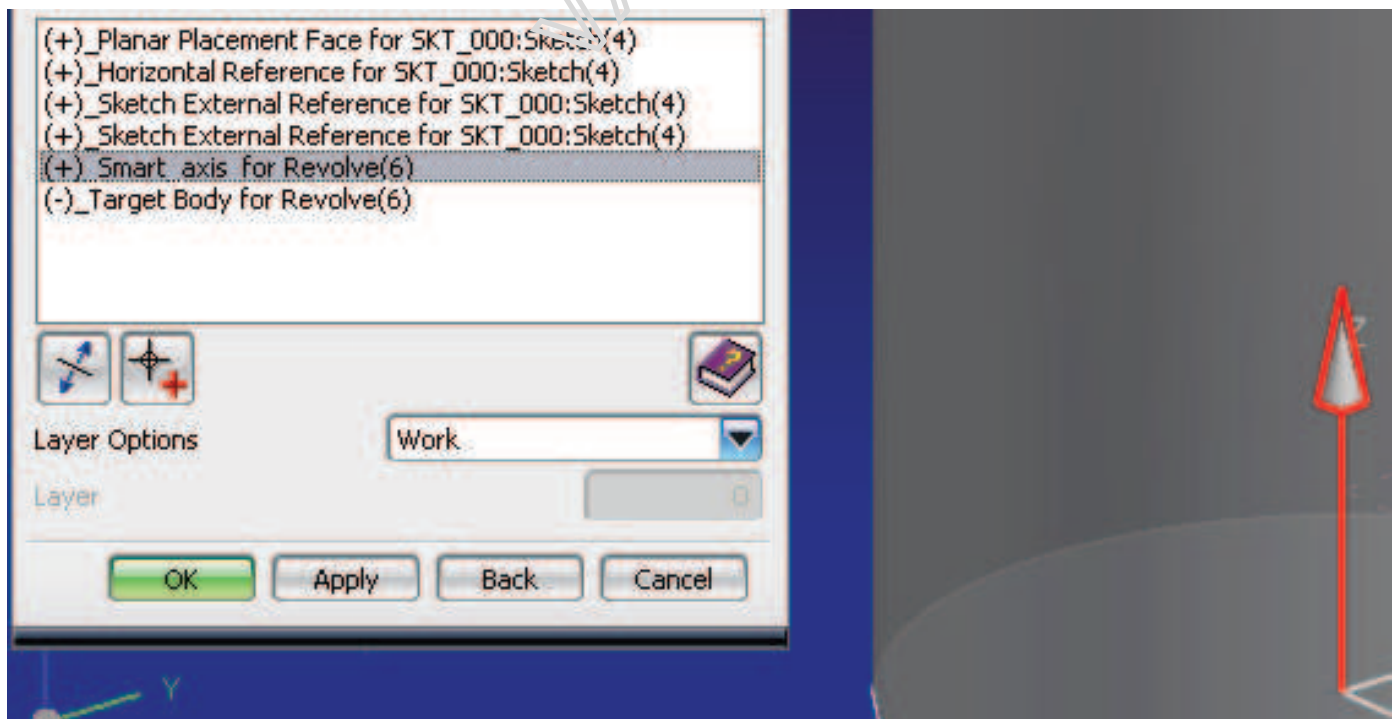 (+)_Planar Placement Face for SKT_000:Sketch(4)
(+)_Horizontal Reference for SKT_000:Sketch(4)
(+)_Sketch External Reference for SKT_000:Sketch(4)
(+)_Sketch External Reference for SKT_000:Sketch(4)
(+)_Smart_axis_for Revolve(6)
(-)_Target Body for Revolve(6)
Layer Options Work
Layer 0
OK Apply Back Cancel
Z
Y